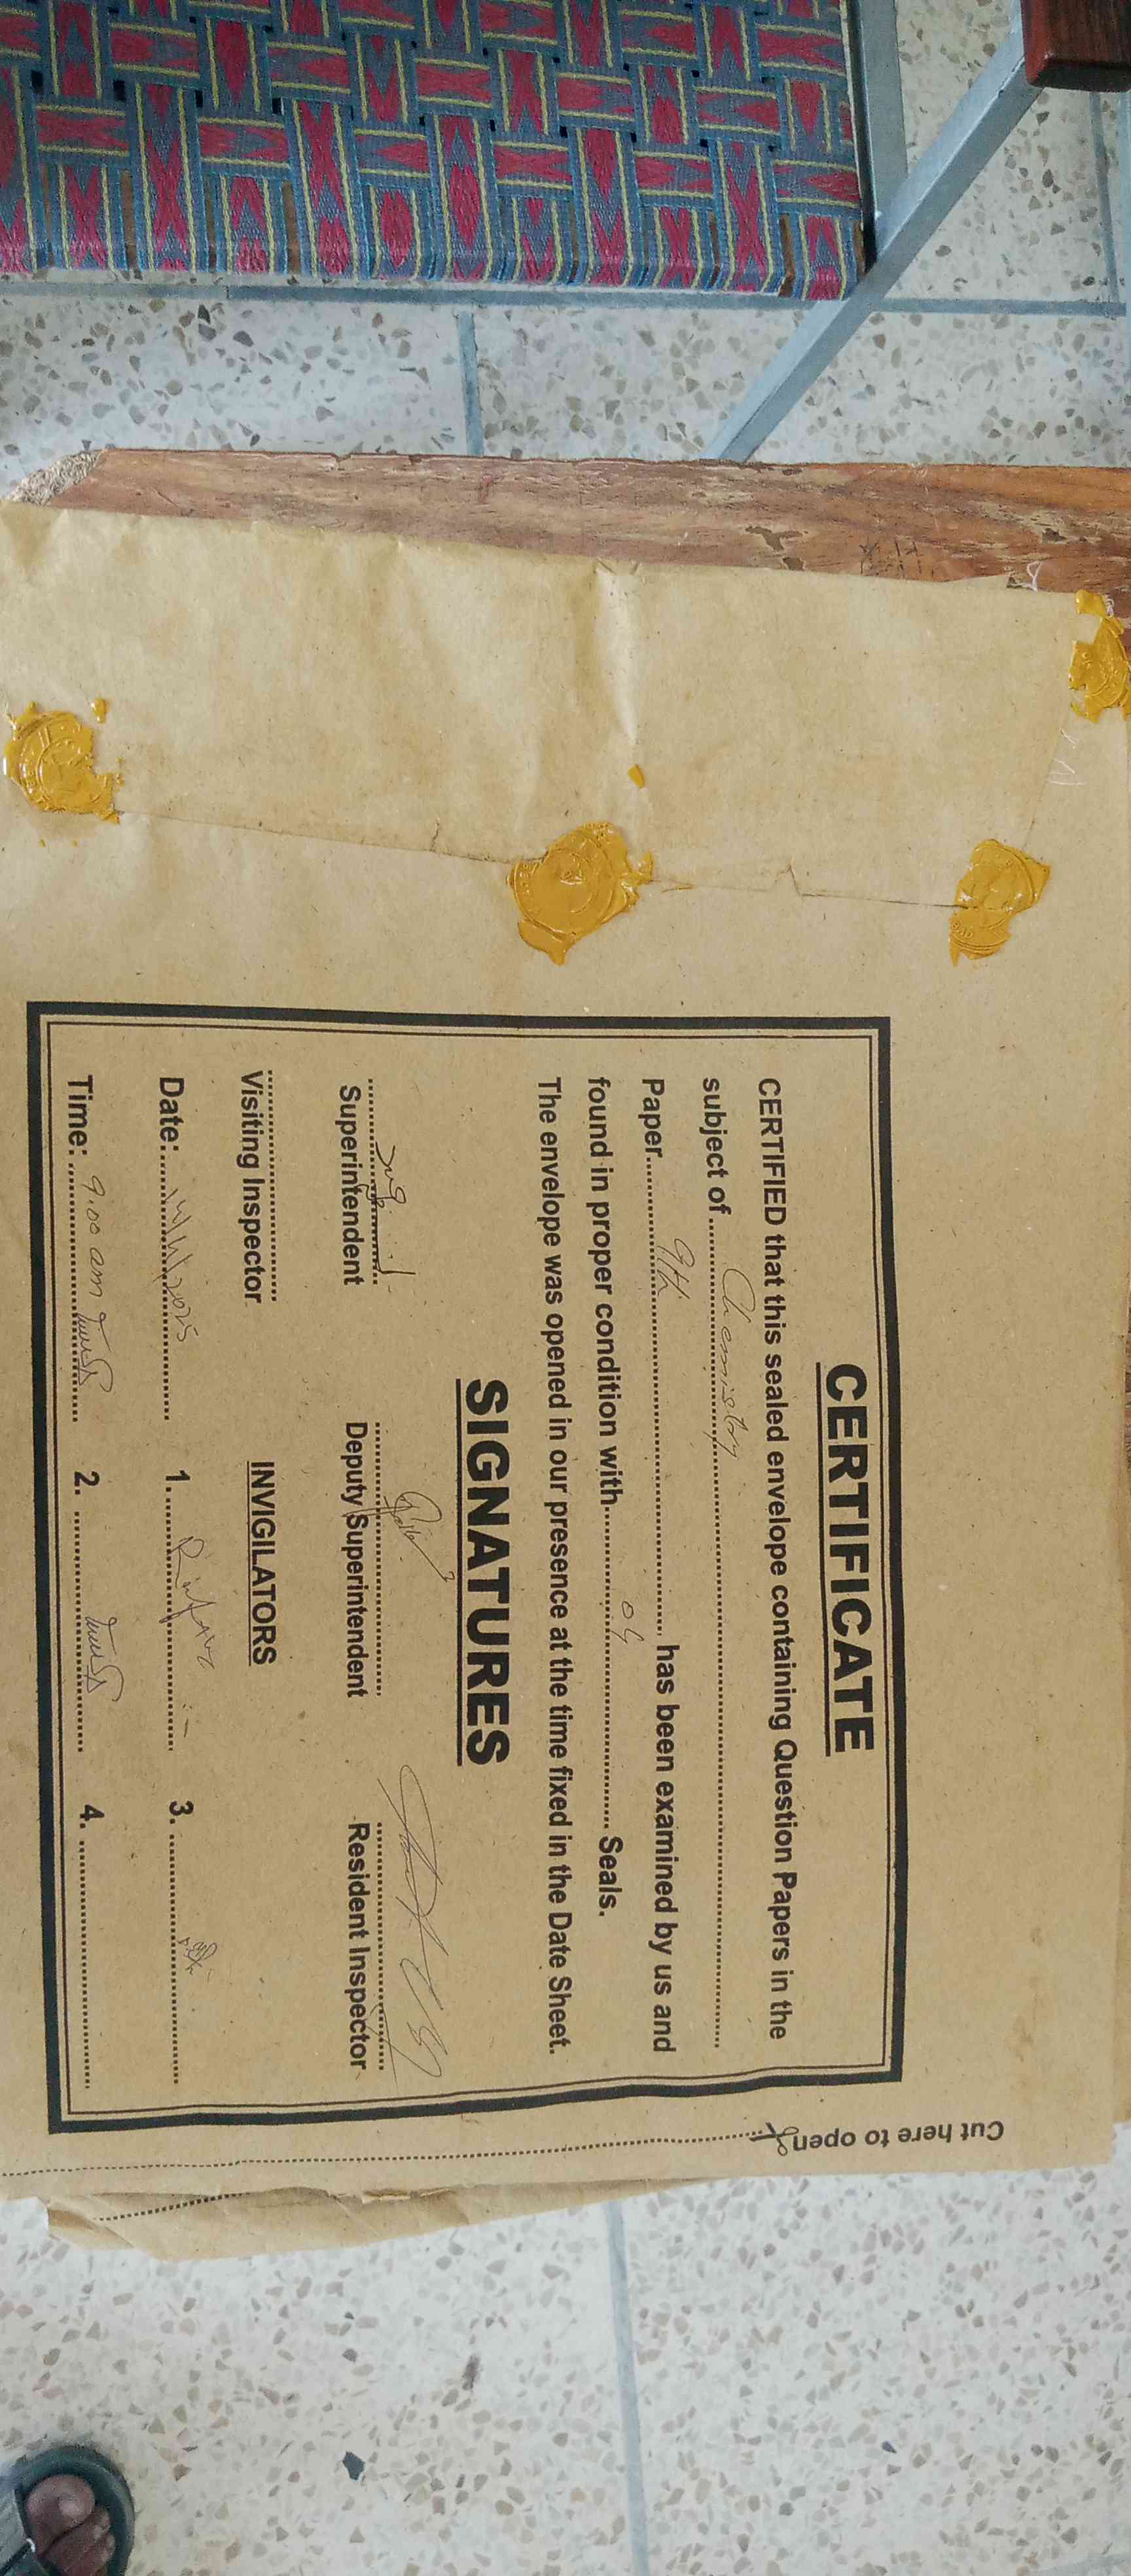 CERTIFICATE
CERTIFIED that this sealed envelope containing Question Papers in the
subject of Chemistry
Paper 9th has been examined by us and
found in proper condition with Seals.
The envelope was opened in our presence at the time fixed in the Date Sheet.
SIGNATURES
Superintendent Deputy Superintendent Resident Inspector
Visiting Inspector INVIGILATORS
Date: 1. 3.
Time: 9.00 am 2. 4.
Cut here to open